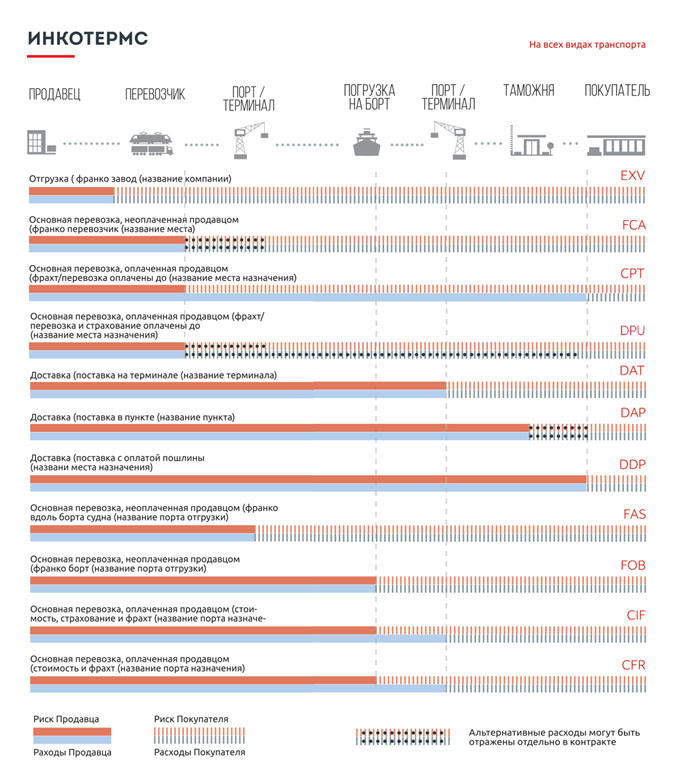 ИНКОТЕРМС
На всех видах транспорта
ПРОДАВЕЦ
ПЕРЕВОЗЧИК
ПОРТ /
ТЕРМИНАЛ
ПОГРУЗКА
НА БОРТ
ПОРТ /
ТЕРМИНАЛ
ТАМОЖНЯ
ПОКУПАТЕЛЬ
Отгрузка ( франко завод (название компании)
EXV
Основная перевозка, неоплаченная продавцом
(франко перевозчик (название места)
FCA
Основная перевозка, оплаченная продавцом
(фрахт/перевозка оплачены до (название места назначения)
CPT
Основная перевозка, оплаченная продавцом (фрахт/
перевозка и страхование оплачены до
(название места назначения)
DPU
Доставка (поставка на терминале (название терминала)
DAT
Доставка (поставка в пункте (название пункта)
DAP
Доставка (поставка с оплатой пошлины
(названи места назначения)
DDP
Основная перевозка, неоплаченная продавцом (франко
вдоль борта судна (название порта отгрузки)
FAS
Основная перевозка, неоплаченная продавцом
(франко борт (название порта отгрузки)
FOB
Основная перевозка, оплаченная продавцом (стои-
мость, страхование и фрахт (название порта назначе-
CIF
Основная перевозка, оплаченная продавцом
(стоимость и фрахт (название порта назначения)
CFR
Риск Продавца
Раходы Продавца
Риск Покупателя
Расходы Покупателя
Альтернативные расходы могут быть
отражены отдельно в контракте